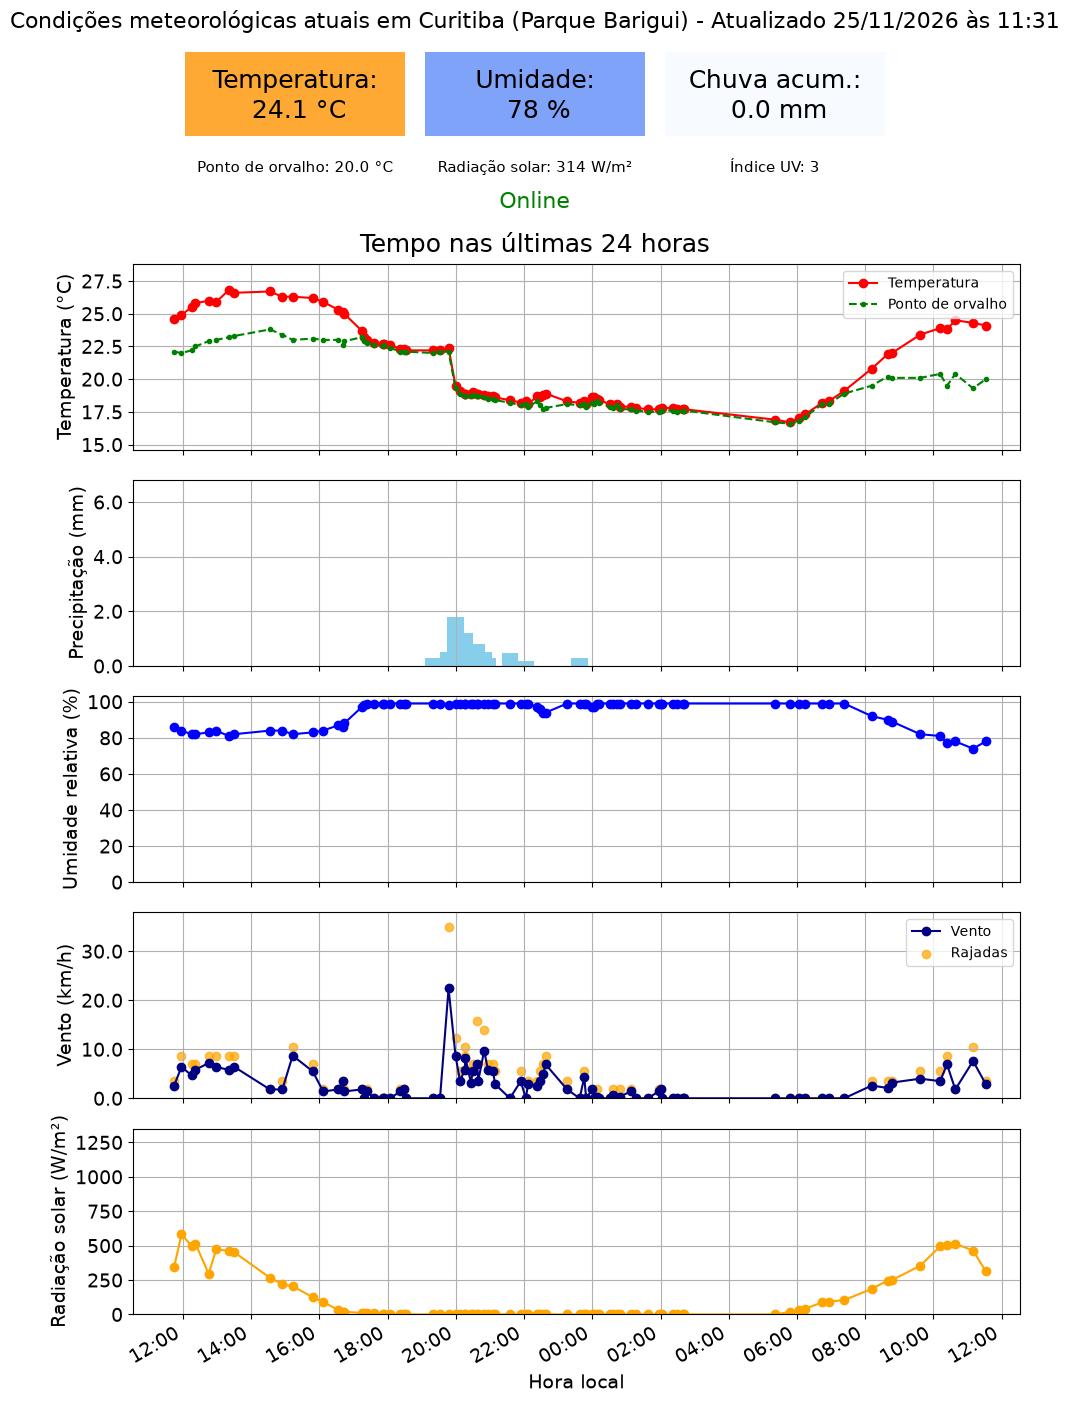 Condições meteorológicas atuais em Curitiba (Parque Barigui) - Atualizado 25/11/2026 às 11:31
Temperatura:
24.1 °C
Umidade:
78 %
Chuva acum.:
0.0 mm
Ponto de orvalho: 20.0 °C
Radiação solar: 314 W/m²
Índice UV: 3
Online
Tempo nas últimas 24 horas
Temperatura (°C)
27.5
25.0
22.5
20.0
17.5
15.0
Temperatura
Ponto de orvalho
Precipitação (mm)
6.0
4.0
2.0
0.0
Umidade relativa (%)
100
80
60
40
20
0
Vento (km/h)
30.0
20.0
10.0
0.0
Vento
Rajadas
Radiação solar (W/m²)
1250
1000
750
500
250
0
12:00
14:00
16:00
18:00
20:00
22:00
00:00
02:00
04:00
06:00
08:00
10:00
12:00
Hora local